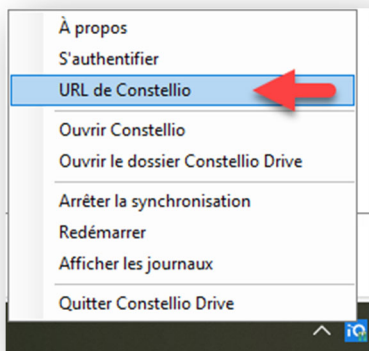 À propos
S'authentifier
URL de Constellio
Ouvrir Constellio
Ouvrir le dossier Constellio Drive
Arrêter la synchronisation
Redémarrer
Afficher les journaux
Quitter Constellio Drive
iQ